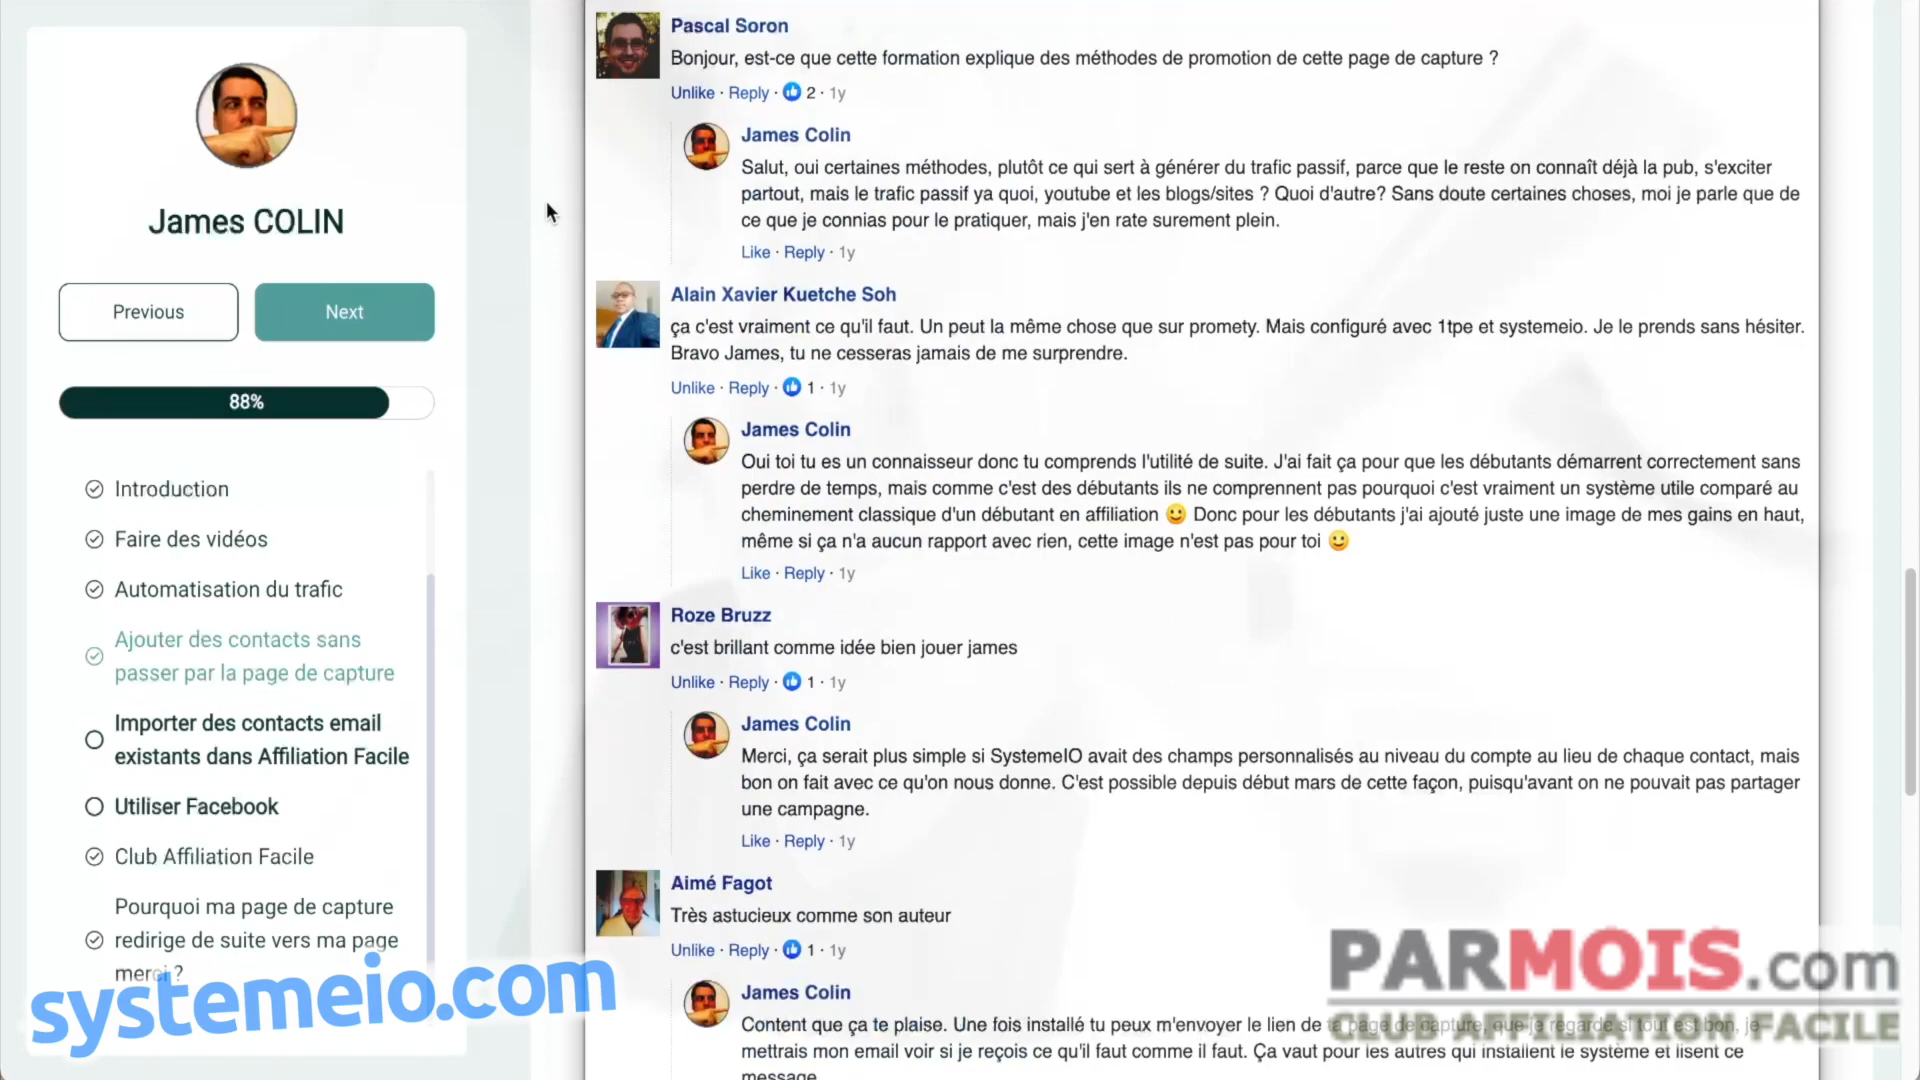 James COLIN
Previous
Next
88%
Introduction
Faire des vidéos
Automatisation du trafic
Ajouter des contacts sans
passer par la page de capture
Importer des contacts email
existants dans Affiliation Facile
Utiliser Facebook
Club Affiliation Facile
Pourquoi ma page de capture
redirige de suite vers ma page
merci ?
systemeio.com
Pascal Soron
Bonjour, est-ce que cette formation explique des méthodes de promotion de cette page de capture ?
Unlike · Reply · 2 · 1y
James Colin
Salut, oui certaines méthodes, plutôt ce qui sert à générer du trafic passif, parce que le reste on connaît déjà la pub, s'exciter
partout, mais le trafic passif ya quoi, youtube et les blogs/sites ? Quoi d'autre? Sans doute certaines choses, moi je parle que de
ce que je connias pour le pratiquer, mais j'en rate surement plein.
Like · Reply · 1y
Alain Xavier Kuetche Soh
ça c'est vraiment ce qu'il faut. Un peut la même chose que sur promety. Mais configuré avec 1tpe et systemeio. Je le prends sans hésiter.
Bravo James, tu ne cesseras jamais de me surprendre.
Unlike · Reply · 1 · 1y
James Colin
Oui toi tu es un connaisseur donc tu comprends l'utilité de suite. J'ai fait ça pour que les débutants démarrent correctement sans
perdre de temps, mais comme c'est des débutants ils ne comprennent pas pourquoi c'est vraiment un système utile comparé au
cheminement classique d'un débutant en affiliation 🙂 Donc pour les débutants j'ai ajouté juste une image de mes gains en haut,
même si ça n'a aucun rapport avec rien, cette image n'est pas pour toi 🙂
Like · Reply · 1y
Roze Bruzz
c'est brillant comme idée bien jouer james
Unlike · Reply · 1 · 1y
James Colin
Merci, ça serait plus simple si SystemeIO avait des champs personnalisés au niveau du compte au lieu de chaque contact, mais
bon on fait avec ce qu'on nous donne. C'est possible depuis début mars de cette façon, puisqu'avant on ne pouvait pas partager
une campagne.
Like · Reply · 1y
Aimé Fagot
Très astucieux comme son auteur
Unlike · Reply · 1 · 1y
James Colin
Content que ça te plaise. Une fois installé tu peux m'envoyer le lien de ta page de capture, que je regarde si tout est bon, je
mettrais mon email voir si je reçois ce qu'il faut comme il faut. Ça vaut pour les autres qui installent le système et lisent ce
message
PARMOIS.com
CLUB AFFILIATION FACILE